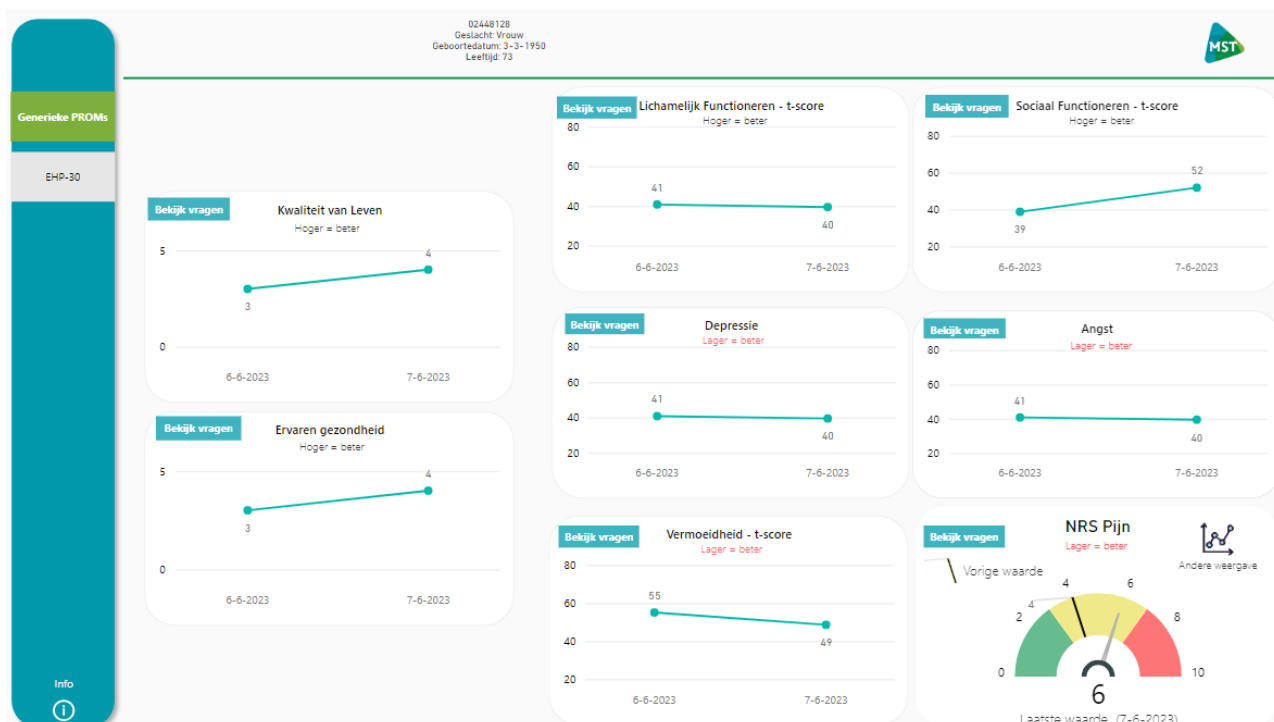 02448128
Geslacht: Vrouw
Geboortedatum: 3-3-1950
Leeftijd: 73
MST
Generieke PROMs
EHP-30
Info
Bekijk vragen
Kwaliteit van Leven
Hoger = beter
5
4
3
0
6-6-2023
7-6-2023
Bekijk vragen
Ervaren gezondheid
Hoger = beter
5
4
3
0
6-6-2023
7-6-2023
Bekijk vragen
Lichamelijk Functioneren - t-score
Hoger = beter
80
60
41
40
40
20
6-6-2023
7-6-2023
Bekijk vragen
Sociaal Functioneren - t-score
Hoger = beter
80
60
52
40
39
20
6-6-2023
7-6-2023
Bekijk vragen
Depressie
Lager = beter
80
60
41
40
40
20
6-6-2023
7-6-2023
Bekijk vragen
Angst
Lager = beter
80
60
41
40
40
20
6-6-2023
7-6-2023
Bekijk vragen
Vermoeidheid - t-score
Lager = beter
80
55
60
49
40
20
6-6-2023
7-6-2023
Bekijk vragen
NRS Pijn
Lager = beter
Andere weergave
Vorige waarde
4
0
2
4
6
8
10
6
Laatste waarde (7-6-2023)